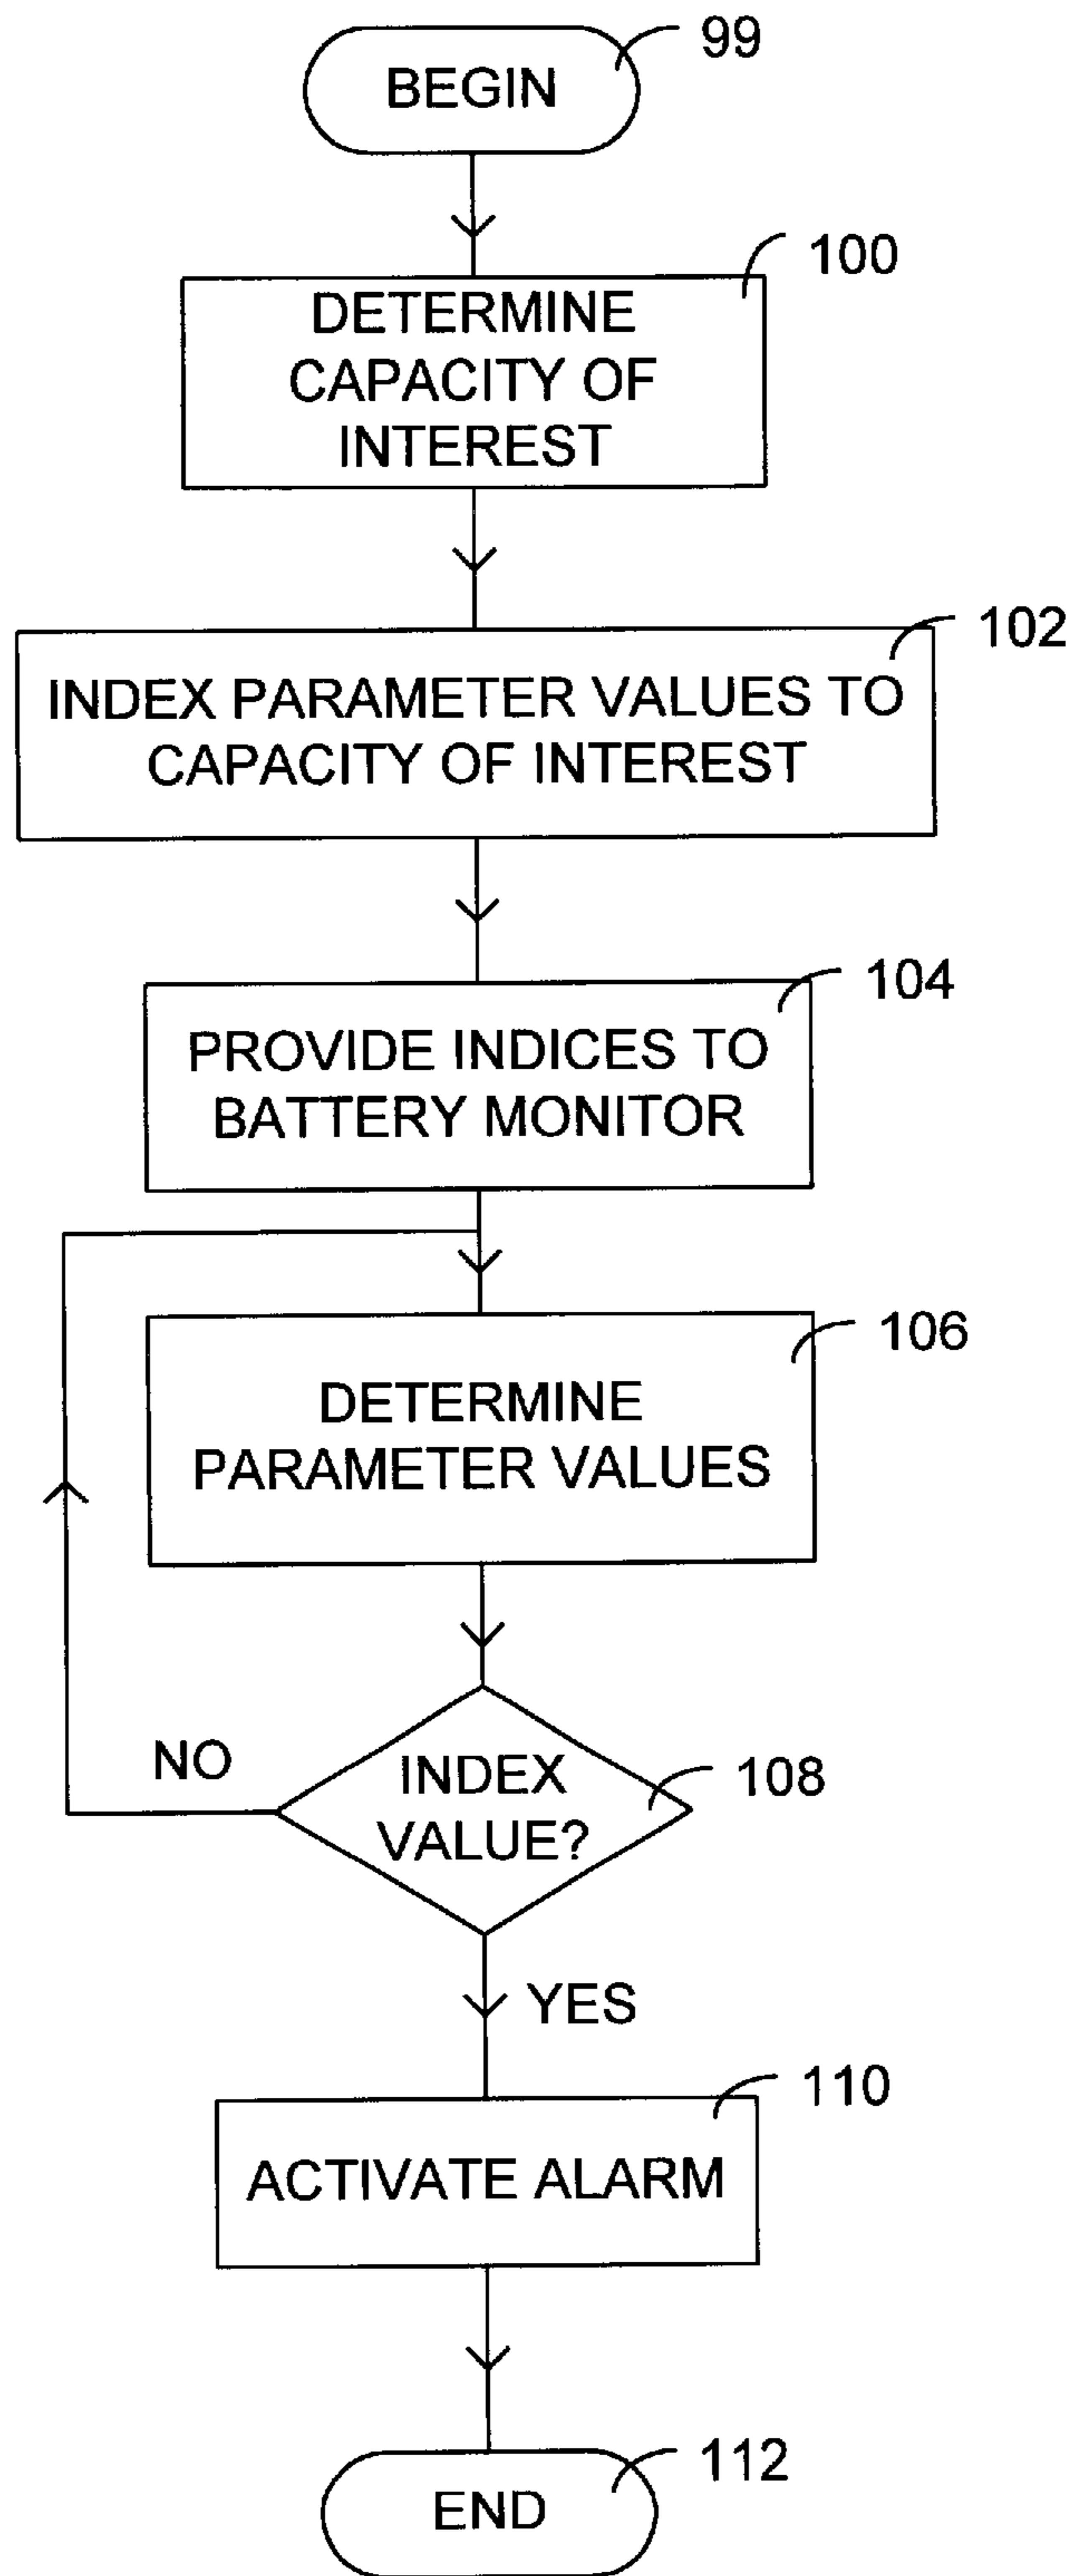 BEGIN
99
100
DETERMINE
CAPACITY OF
INTEREST
102
INDEX PARAMETER VALUES TO
CAPACITY OF INTEREST
104
PROVIDE INDICES TO
BATTERY MONITOR
106
DETERMINE
PARAMETER VALUES
NO
INDEX
VALUE?
108
YES
110
ACTIVATE ALARM
112
END